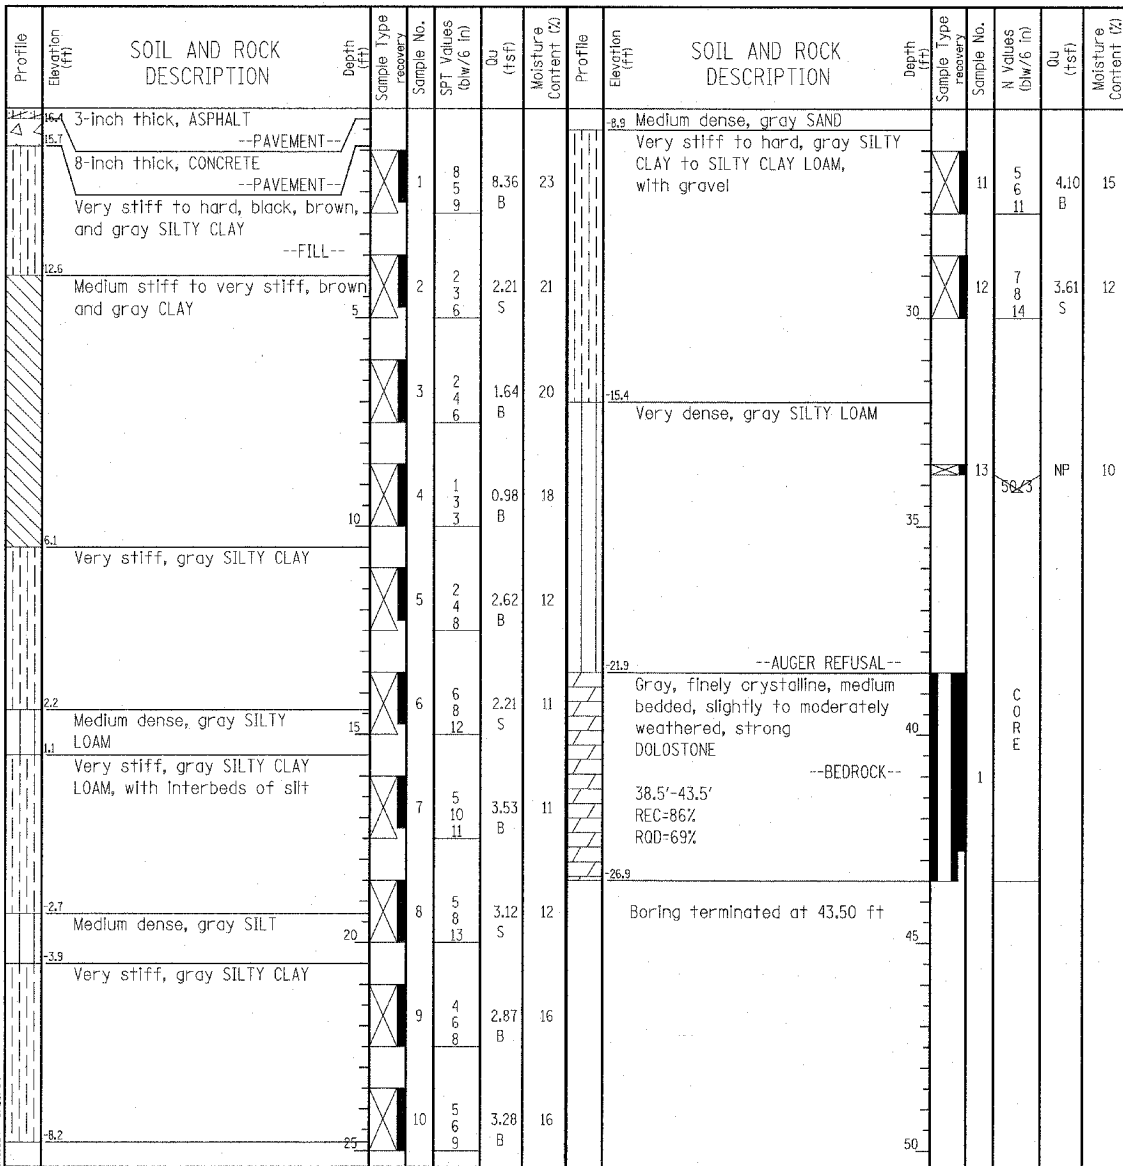 Profile
Elevation (ft)
SOIL AND ROCK
DESCRIPTION
Depth (ft)
Sample Type
recovery
Sample No.
SPT Values
(blw/6 in)
Qu
(tsf)
Moisture
Content (%)
16.4
3-inch thick, ASPHALT
--PAVEMENT--
15.7
8-inch thick, CONCRETE
--PAVEMENT--
Very stiff to hard, black, brown,
and gray SILTY CLAY
--FILL--
1
8
5
9
8.36
B
23
12.6
Medium stiff to very stiff, brown
and gray CLAY
5
2
2
3
6
2.21
S
21
3
2
4
6
1.64
B
20
10
4
1
3
3
0.98
B
18
6.1
Very stiff, gray SILTY CLAY
5
2
4
8
2.62
B
12
2.2
Medium dense, gray SILTY
LOAM
15
6
6
8
12
2.21
S
11
1.1
Very stiff, gray SILTY CLAY
LOAM, with interbeds of silt
7
5
10
11
3.53
B
11
-2.7
Medium dense, gray SILT
20
8
5
8
13
3.12
S
12
-3.9
Very stiff, gray SILTY CLAY
9
4
6
8
2.87
B
16
10
5
6
9
3.28
B
16
-8.2
25
Profile
Elevation (ft)
SOIL AND ROCK
DESCRIPTION
Depth (ft)
Sample Type
recovery
Sample No.
N Values
(blw/6 in)
Qu
(tsf)
Moisture
Content (%)
-8.9
Medium dense, gray SAND
Very stiff to hard, gray SILTY
CLAY to SILTY CLAY LOAM,
with gravel
11
5
6
11
4.10
B
15
30
12
7
8
14
3.61
S
12
-15.4
Very dense, gray SILTY LOAM
13
50/3
NP
10
35
-21.9
--AUGER REFUSAL--
Gray, finely crystalline, medium
bedded, slightly to moderately
weathered, strong
DOLOSTONE
--BEDROCK--
38.5'-43.5'
REC=86%
RQD=69%
40
1
CORE
-26.9
Boring terminated at 43.50 ft
45
50